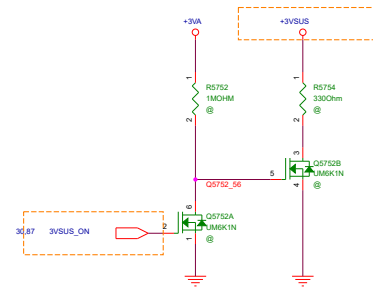 +3VA
+3VSUS
1
R5752
1MOHM
@
2
1
R5754
330Ohm
@
2
3
Q5752B
UM6K1N
@
5
4
Q5752_56
6
Q5752A
UM6K1N
@
2
1
30,87 3VSUS_ON